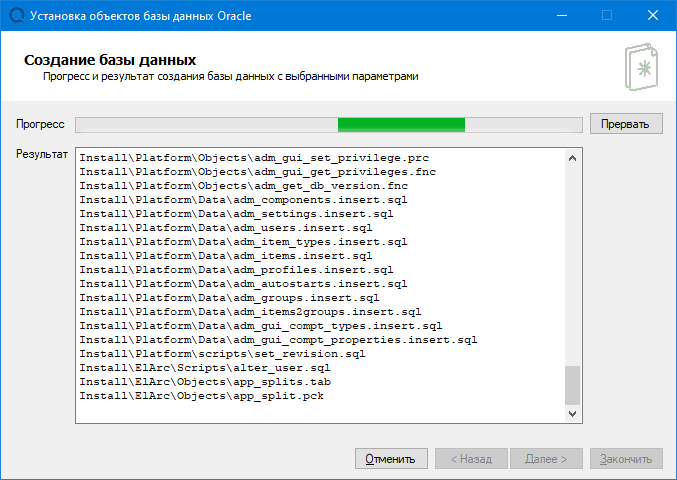 Установка объектов базы данных Oracle
Создание базы данных
Прогресс и результат создания базы данных с выбранными параметрами
Прогресс
Прервать
Результат
Install\Platform\Objects\adm_gui_set_privilege.prc
Install\Platform\Objects\adm_gui_get_privileges.fnc
Install\Platform\Objects\adm_get_db_version.fnc
Install\Platform\Data\adm_components.insert.sql
Install\Platform\Data\adm_settings.insert.sql
Install\Platform\Data\adm_users.insert.sql
Install\Platform\Data\adm_item_types.insert.sql
Install\Platform\Data\adm_items.insert.sql
Install\Platform\Data\adm_profiles.insert.sql
Install\Platform\Data\adm_autostarts.insert.sql
Install\Platform\Data\adm_groups.insert.sql
Install\Platform\Data\adm_items2groups.insert.sql
Install\Platform\Data\adm_gui_compt_types.insert.sql
Install\Platform\Data\adm_gui_compt_properties.insert.sql
Install\Platform\scripts\set_revision.sql
Install\ElArc\Scripts\alter_user.sql
Install\ElArc\Objects\app_splits.tab
Install\ElArc\Objects\app_split.pck
Отменить
< Назад
Далее >
Закончить